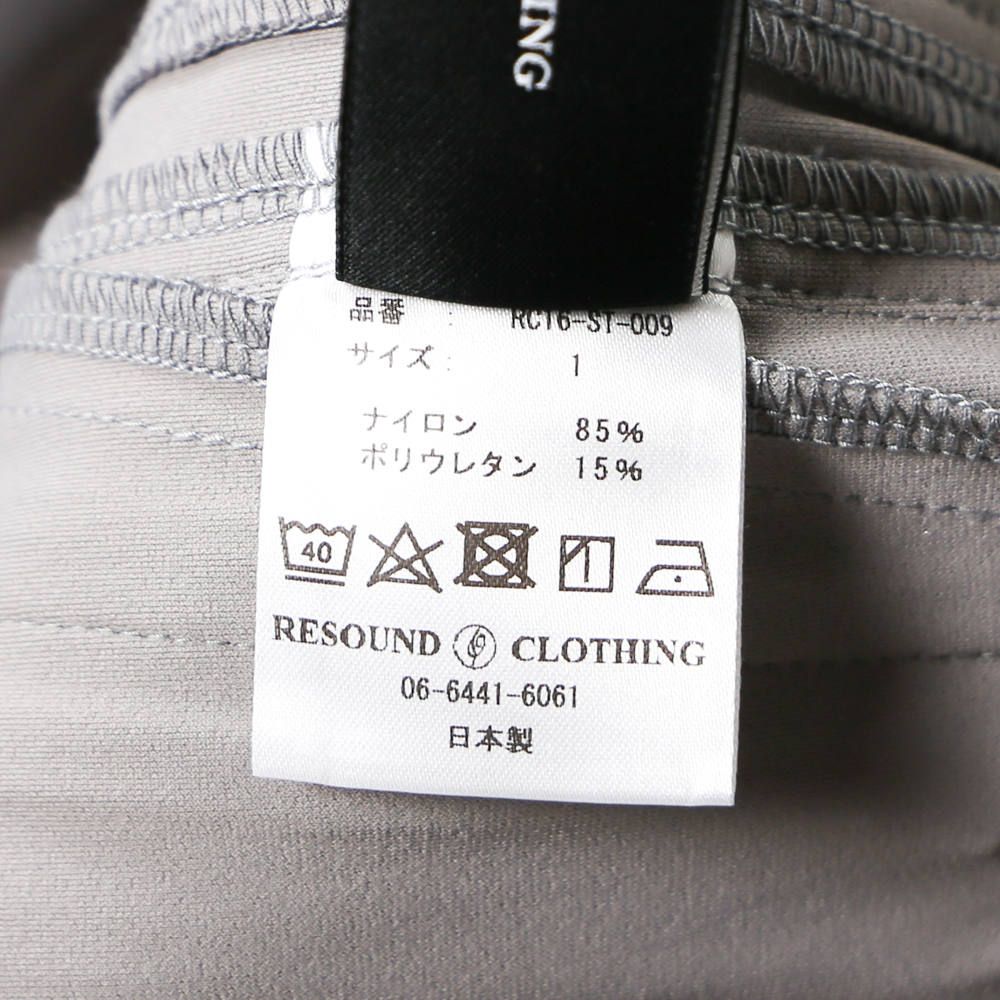 ING
品番 : RC16-ST-009
サイズ : 1
ナイロン 85%
ポリウレタン 15%
40
RESOUND CLOTHING
06-6441-6061
日本製